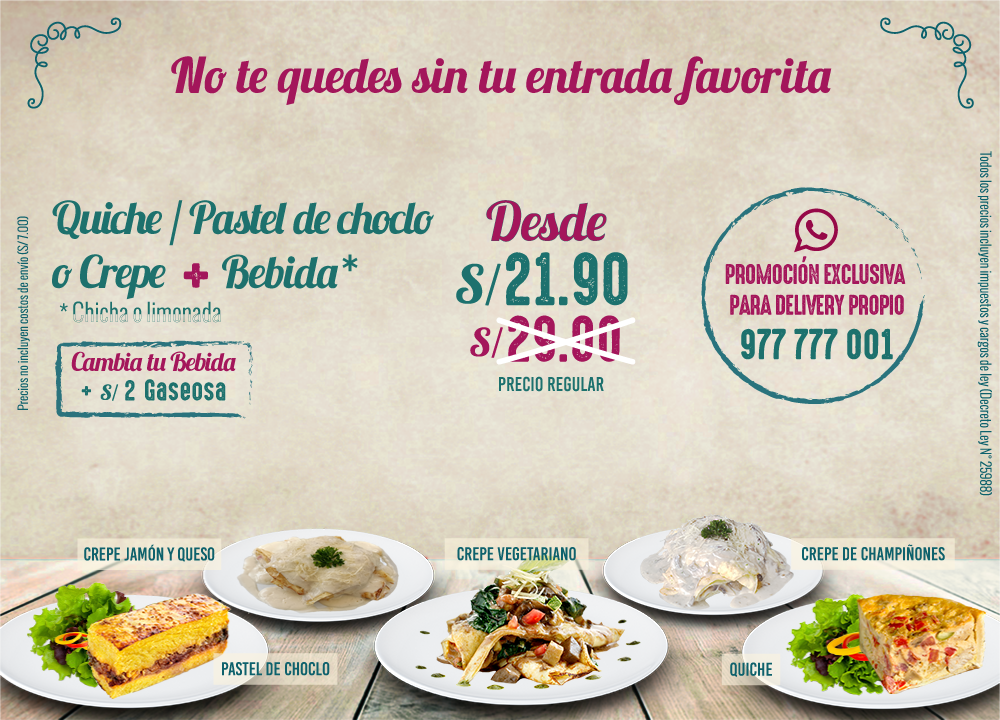 No te quedes sin tu entrada favorita
Quiche / Pastel de choclo
o Crepe + Bebida*
* Chicha o limonada
Cambia tu Bebida
+ S/ 2 Gaseosa
Desde
S/21.90
S/29.00
PRECIO REGULAR
PROMOCIÓN EXCLUSIVA
PARA DELIVERY PROPIO
977 777 001
Precios no incluyen costos de envío (S/7.00)
Todos los precios incluyen impuestos y cargos de ley (Decreto Ley N° 25988)
CREPE JAMÓN Y QUESO
CREPE VEGETARIANO
CREPE DE CHAMPIÑONES
PASTEL DE CHOCLO
QUICHE